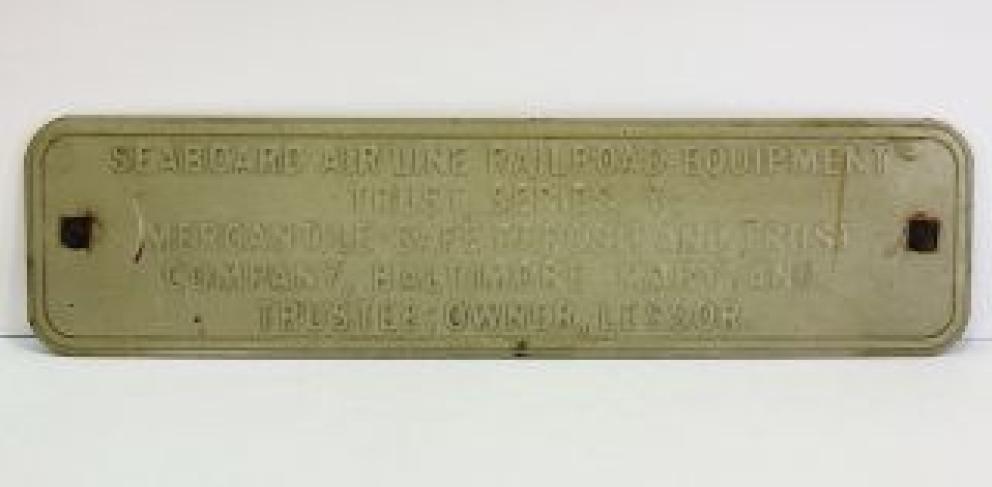 SEABOARD AIR LINE RAILROAD EQUIPMENT
TRUST, SERIES
MERCANTILE SAFE DEPOSIT AND TRUST
COMPANY, BALTIMORE MARYLAND
TRUSTEE, OWNER, LESSOR